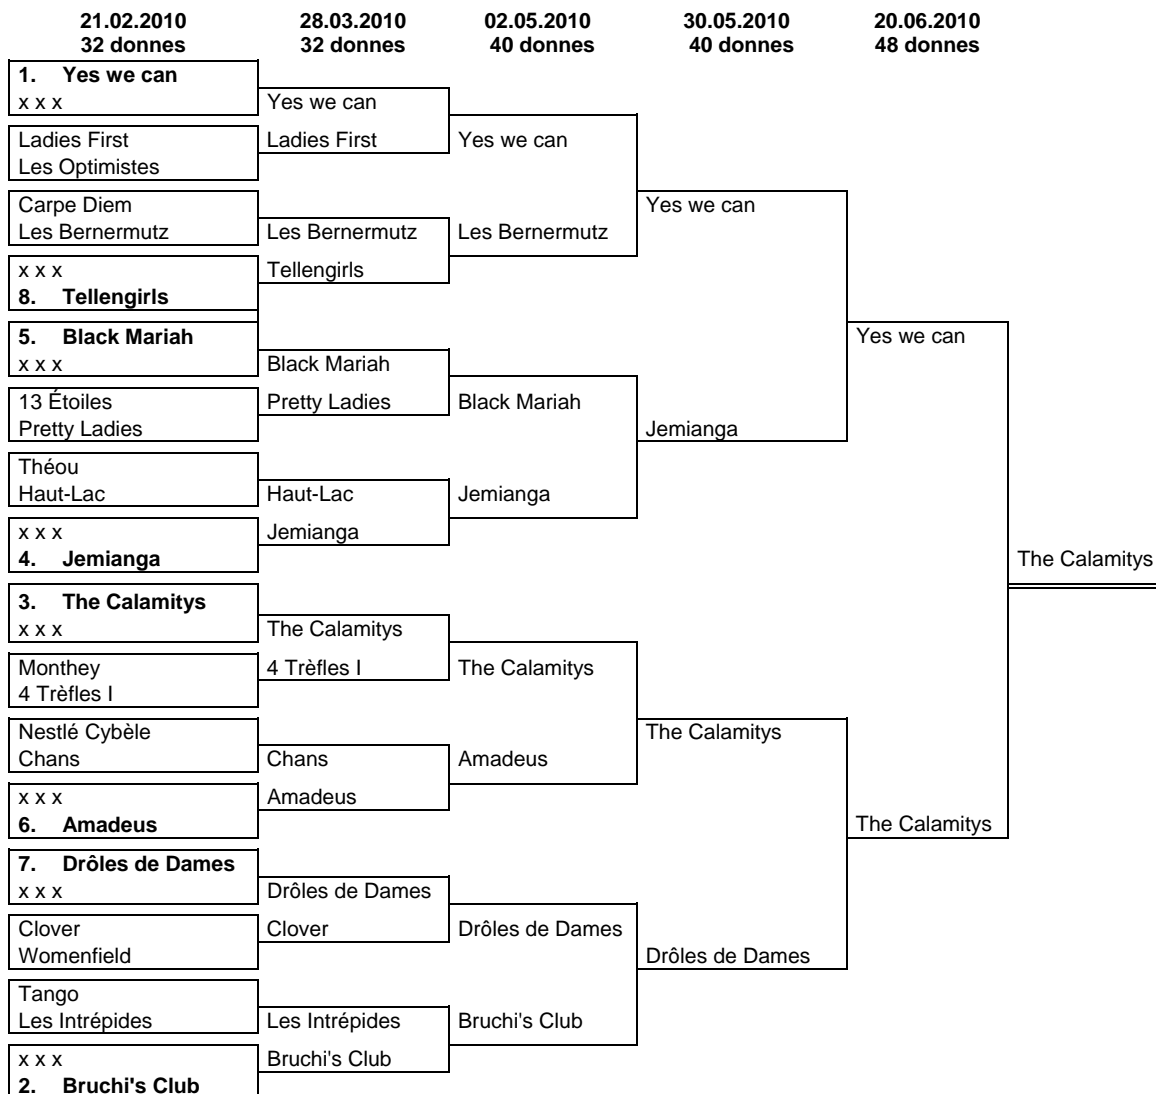 21.02.2010 28.03.2010 02.05.2010 30.05.2010 20.06.2010
32 donnes 32 donnes 40 donnes 40 donnes 48 donnes
1. Yes we can
x x x Yes we can
Ladies First Ladies First Yes we can
Les Optimistes
Carpe Diem Yes we can
Les Bernermutz Les Bernermutz Les Bernermutz
x x x Tellengirls
8. Tellengirls
5. Black Mariah Yes we can
x x x Black Mariah
13 Étoiles Pretty Ladies Black Mariah
Pretty Ladies Jemianga
Théou
Haut-Lac Haut-Lac Jemianga
x x x Jemianga
4. Jemianga The Calamitys
3. The Calamitys
x x x The Calamitys
Monthey 4 Trèfles I The Calamitys
4 Trèfles I
Nestlé Cybèle The Calamitys
Chans Chans Amadeus
x x x Amadeus
6. Amadeus The Calamitys
7. Drôles de Dames
x x x Drôles de Dames
Clover Clover Drôles de Dames
Womenfield Drôles de Dames
Tango
Les Intrépides Les Intrépides Bruchi's Club
x x x Bruchi's Club
2. Bruchi's Club